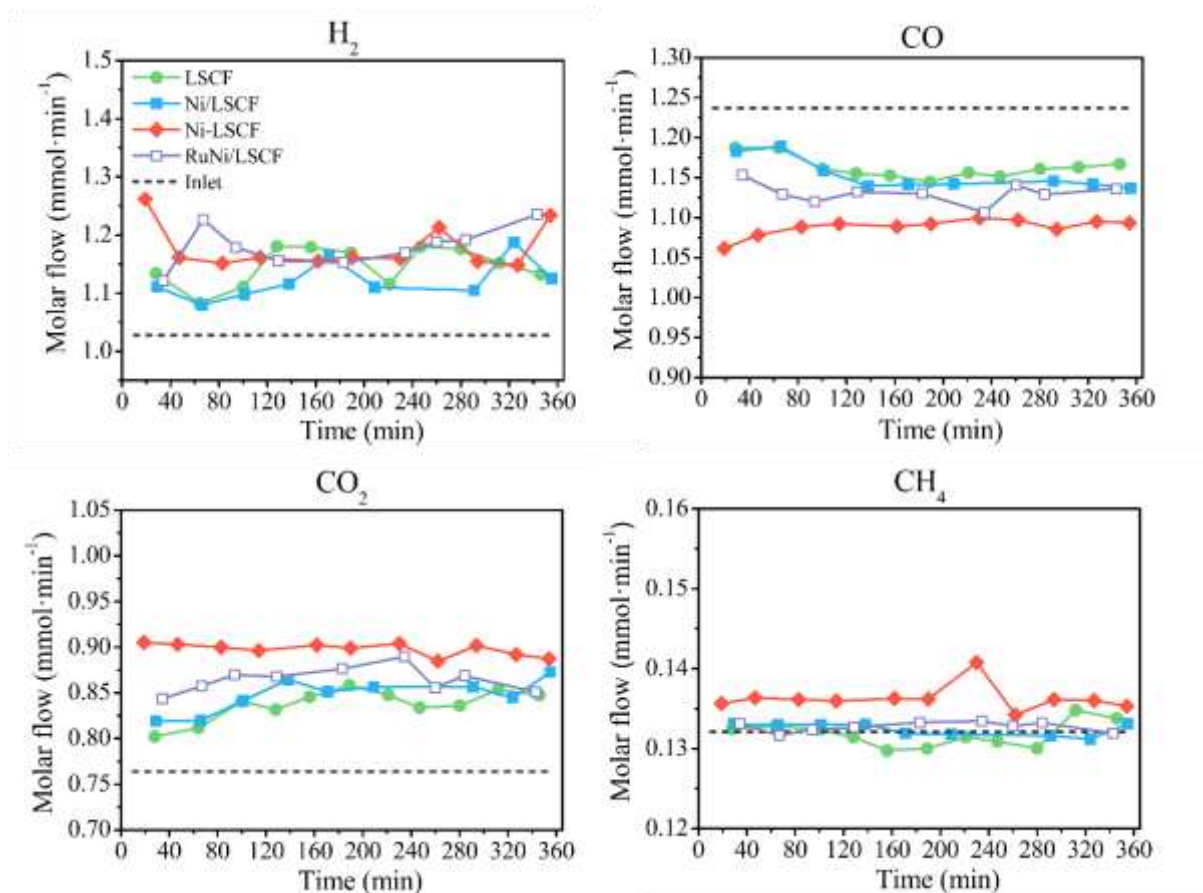 H₂
1.5
1.4
1.3
1.2
1.1
1.0
Molar flow (mmol·min⁻¹)
LSCF
Ni/LSCF
Ni-LSCF
RuNi/LSCF
Inlet
0 40 80 120 160 200 240 280 320 360
Time (min)
CO
1.30
1.25
1.20
1.15
1.10
1.05
1.00
0.95
0.90
Molar flow (mmol·min⁻¹)
0 40 80 120 160 200 240 280 320 360
Time (min)
CO₂
1.05
1.00
0.95
0.90
0.85
0.80
0.75
0.70
Molar flow (mmol·min⁻¹)
0 40 80 120 160 200 240 280 320 360
Time (min)
CH₄
0.16
0.15
0.14
0.13
0.12
Molar flow (mmol·min⁻¹)
0 40 80 120 160 200 240 280 320 360
Time (min)